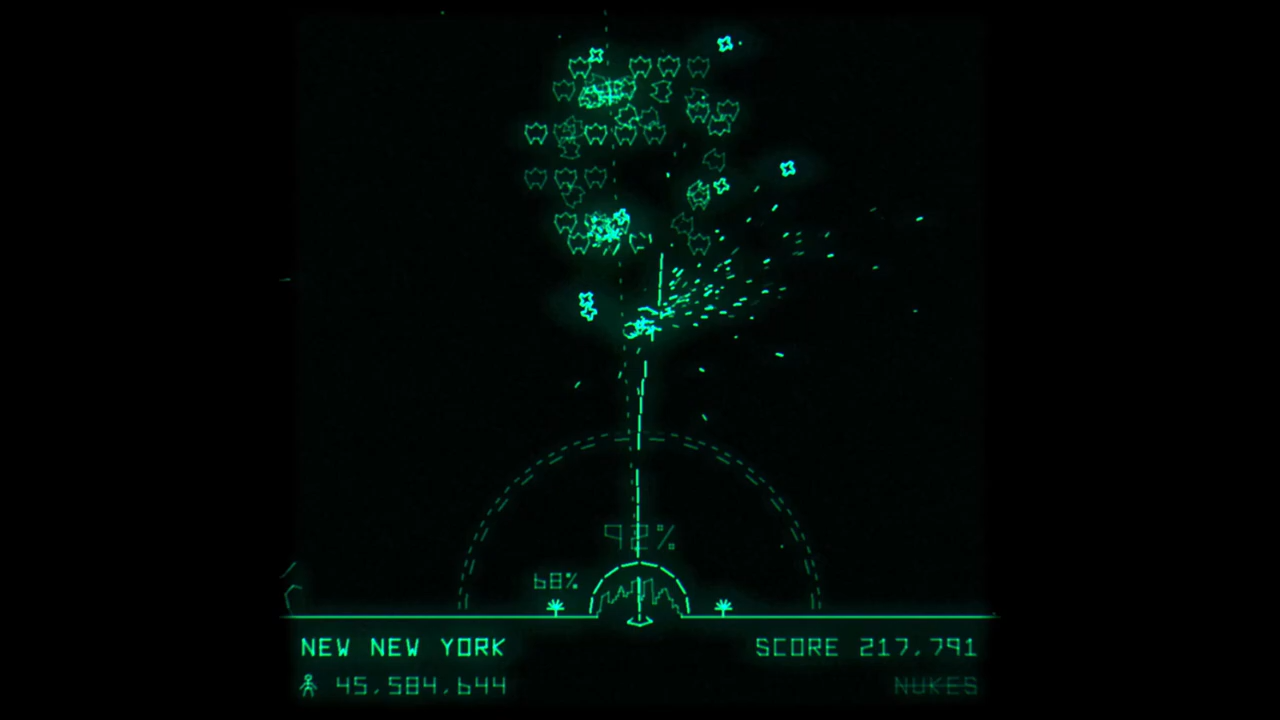 92%
68%
NEW NEW YORK
SCORE 217,791
45,584,644
NUKES